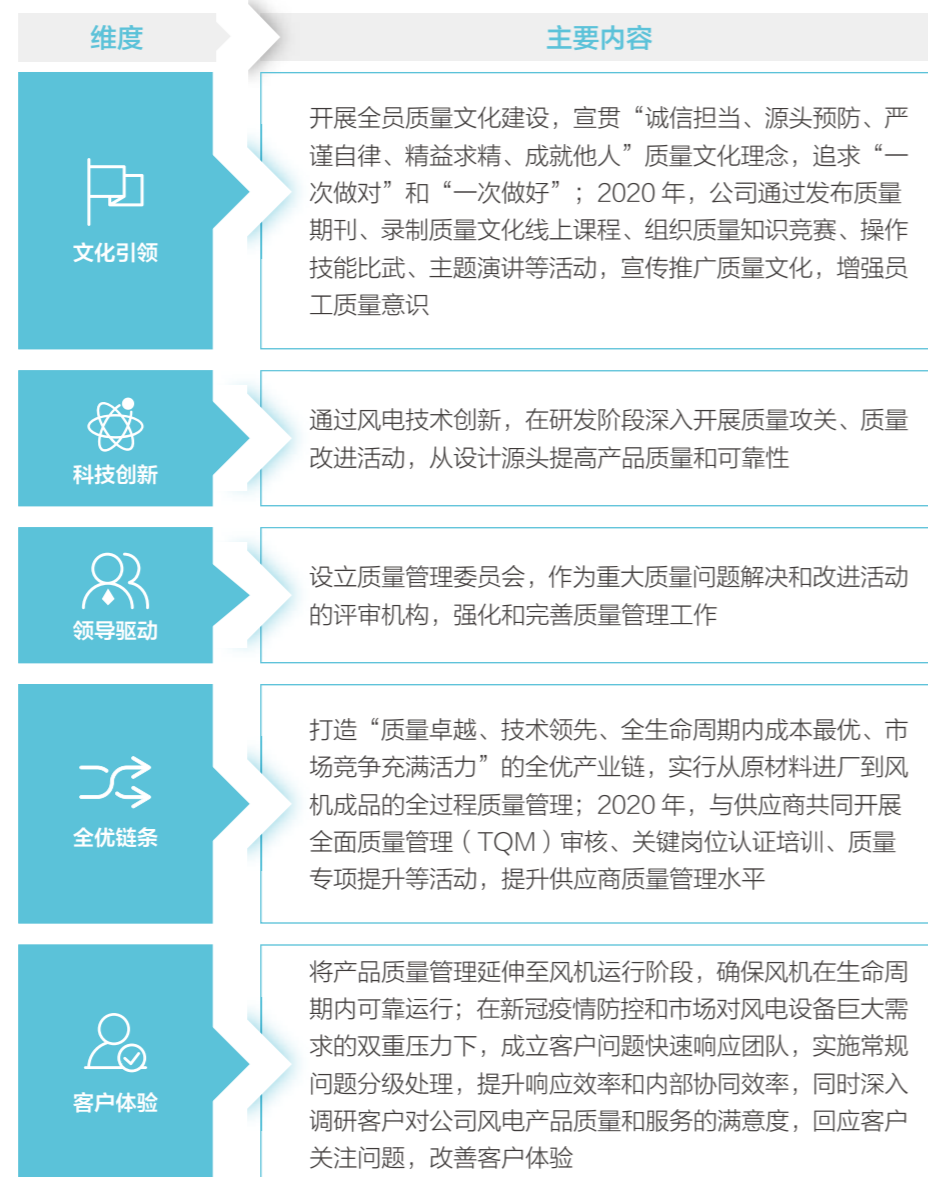 维度
主要内容
文化引领
开展全员质量文化建设，宣贯“诚信担当、源头预防、严
谨自律、精益求精、成就他人”质量文化理念，追求“一
次做对”和“一次做好”；2020 年，公司通过发布质量
期刊、录制质量文化线上课程、组织质量知识竞赛、操作
技能比武、主题演讲等活动，宣传推广质量文化，增强员
工质量意识
科技创新
通过风电技术创新，在研发阶段深入开展质量攻关、质量
改进活动，从设计源头提高产品质量和可靠性
领导驱动
设立质量管理委员会，作为重大质量问题解决和改进活动
的评审机构，强化和完善质量管理工作
全优链条
打造“质量卓越、技术领先、全生命周期内成本最优、市
场竞争充满活力”的全优产业链，实行从原材料进厂到风
机成品的全过程质量管理；2020 年，与供应商共同开展
全面质量管理（TQM）审核、关键岗位认证培训、质量
专项提升等活动，提升供应商质量管理水平
客户体验
将产品质量管理延伸至风机运行阶段，确保风机在生命周
期内可靠运行；在新冠疫情防控和市场对风电设备巨大需
求的双重压力下，成立客户问题快速响应团队，实施常规
问题分级处理，提升响应效率和内部协同效率，同时深入
调研客户对公司风电产品质量和服务的满意度，回应客户
关注问题，改善客户体验